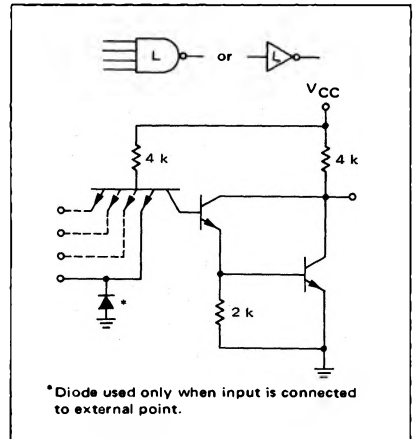 L or L
VCC
4 k 4 k
*
2 k
*Diode used only when input is connected
to external point.